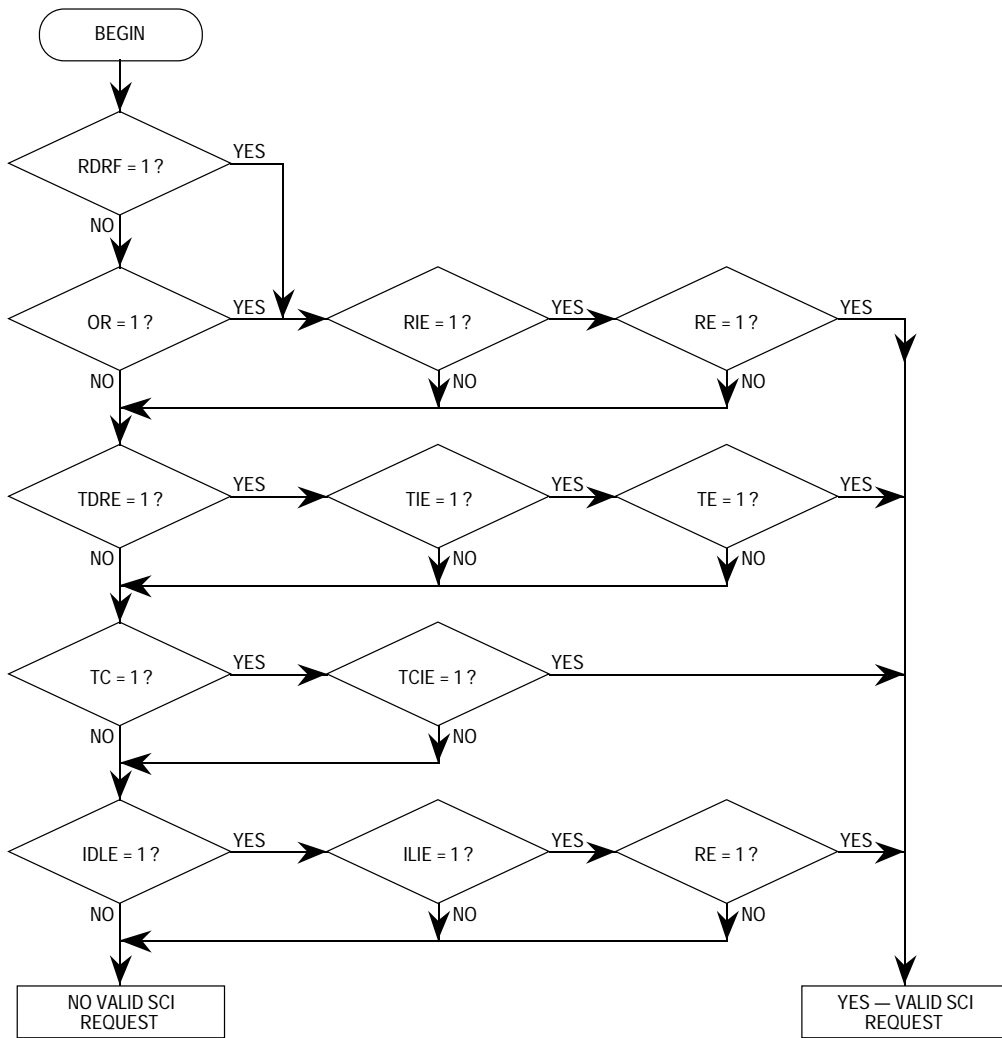 BEGIN
RDRF = 1 ?
YES
NO
OR = 1 ?
YES
RIE = 1 ?
YES
RE = 1 ?
YES
NO
NO
NO
TDRE = 1 ?
YES
TIE = 1 ?
YES
TE = 1 ?
YES
NO
NO
NO
TC = 1 ?
YES
TCIE = 1 ?
YES
NO
NO
IDLE = 1 ?
YES
ILIE = 1 ?
YES
RE = 1 ?
YES
NO
NO
NO
NO VALID SCI
REQUEST
YES — VALID SCI
REQUEST